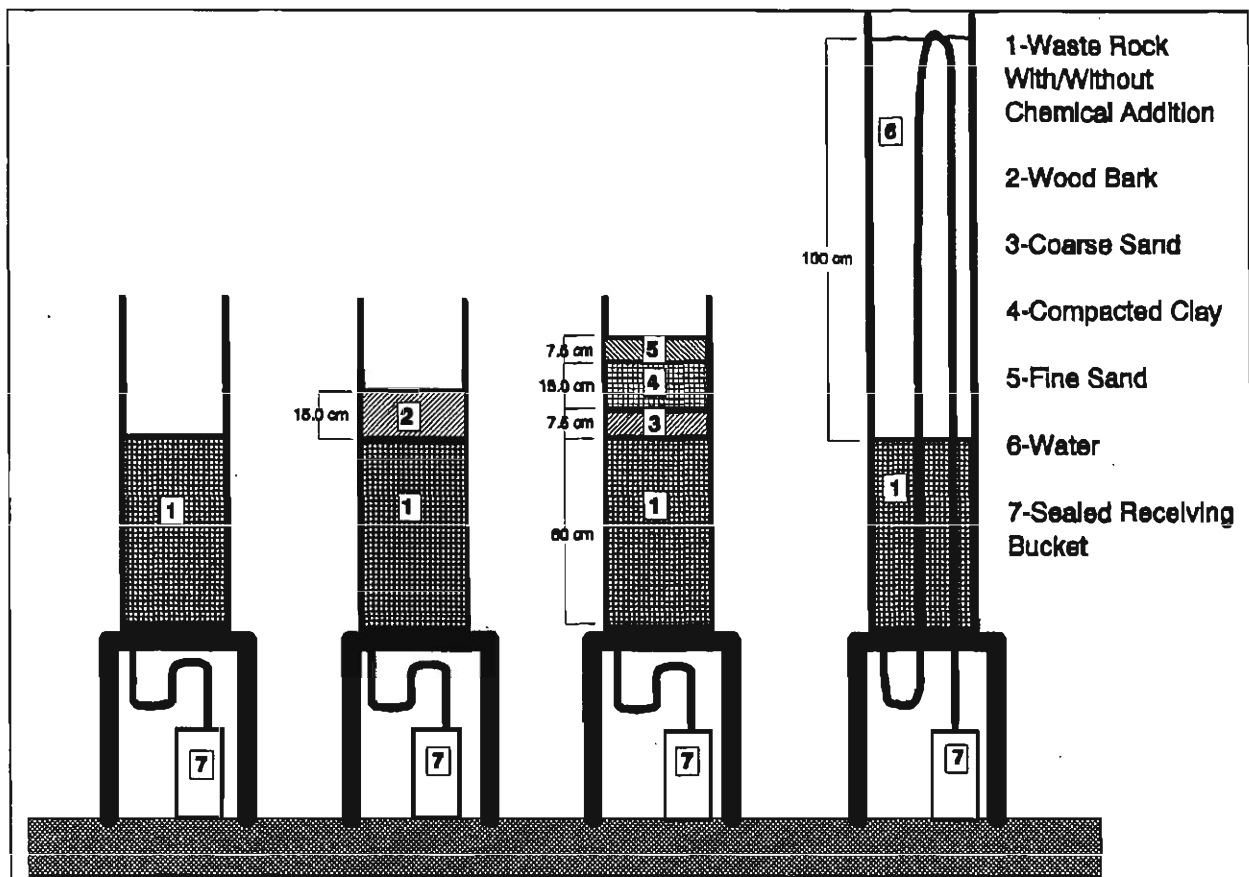 1
7
15.0 cm
2
1
7
7.5 cm
15.0 cm
7.5 cm
60 cm
5
4
3
1
7
100 cm
6
1
7
1-Waste Rock
With/Without
Chemical Addition
2-Wood Bark
3-Coarse Sand
4-Compacted Clay
5-Fine Sand
6-Water
7-Sealed Receiving
Bucket